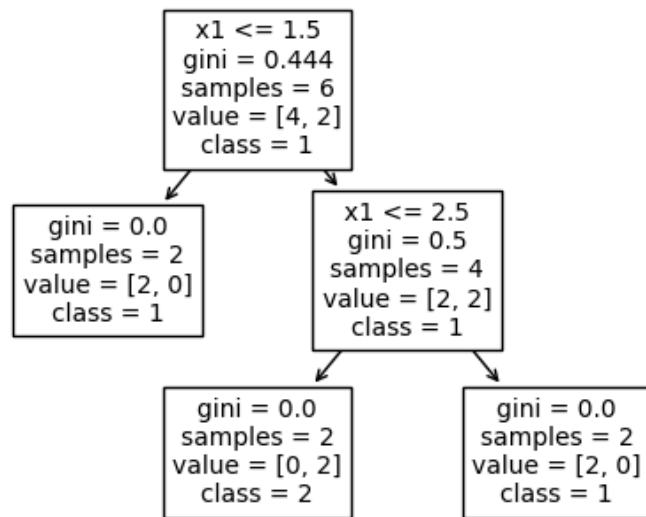 x1 <= 1.5
gini = 0.444
samples = 6
value = [4, 2]
class = 1
gini = 0.0
samples = 2
value = [2, 0]
class = 1
x1 <= 2.5
gini = 0.5
samples = 4
value = [2, 2]
class = 1
gini = 0.0
samples = 2
value = [0, 2]
class = 2
gini = 0.0
samples = 2
value = [2, 0]
class = 1